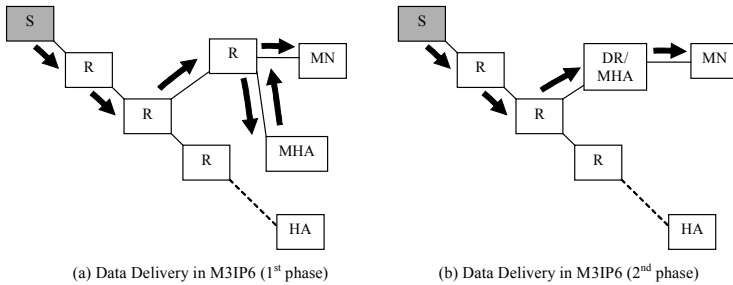 S
R
R
R
MN
MHA
R
HA
(a) Data Delivery in M3IP6 (1st phase)
S
R
R
DR/
MHA
MN
R
HA
(b) Data Delivery in M3IP6 (2nd phase)